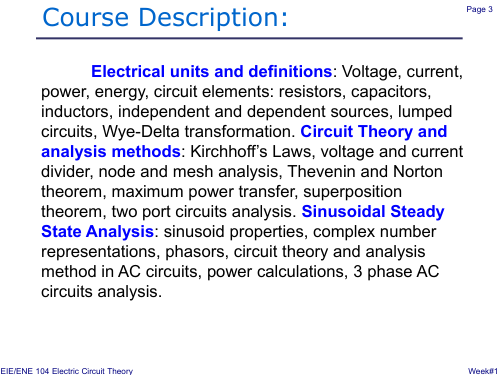 Page 3
Course Description:
Electrical units and definitions: Voltage, current,
power, energy, circuit elements: resistors, capacitors,
inductors, independent and dependent sources, lumped
circuits, Wye-Delta transformation. Circuit Theory and
analysis methods: Kirchhoff's Laws, voltage and current
divider, node and mesh analysis, Thevenin and Norton
theorem, maximum power transfer, superposition
theorem, two port circuits analysis. Sinusoidal Steady
State Analysis: sinusoid properties, complex number
representations, phasors, circuit theory and analysis
method in AC circuits, power calculations, 3 phase AC
circuits analysis.
EIE/ENE 104 Electric Circuit Theory
Week#1